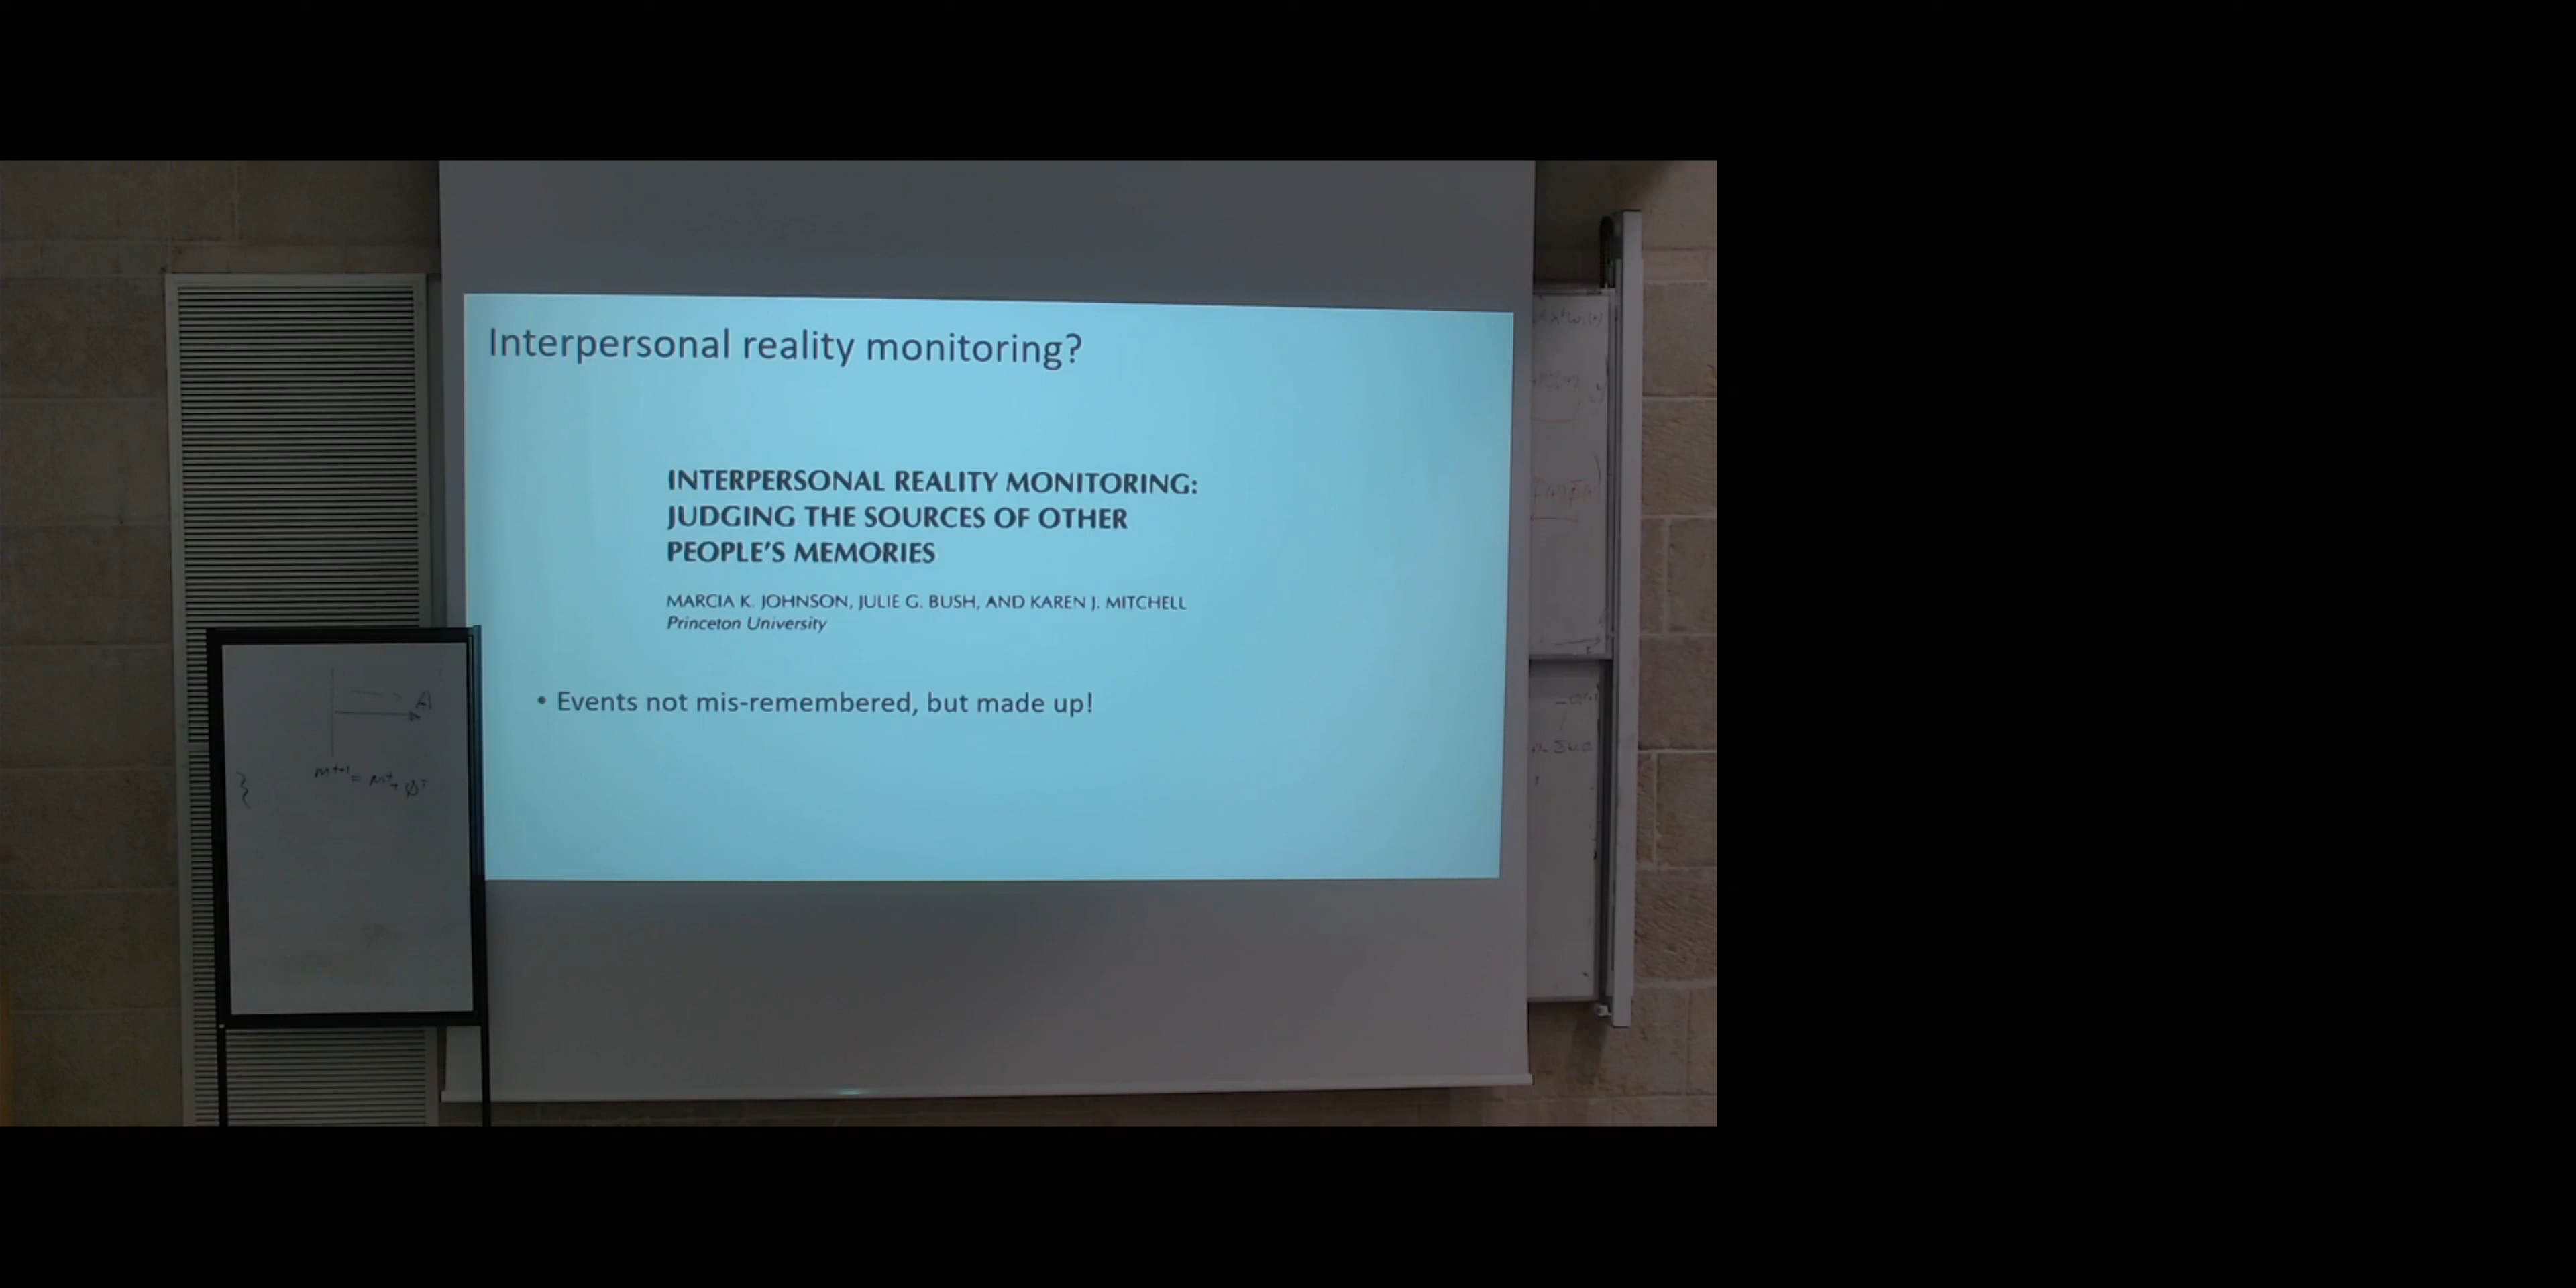 Interpersonal reality monitoring?
INTERPERSONAL REALITY MONITORING:
JUDGING THE SOURCES OF OTHER
PEOPLE'S MEMORIES
MARCIA K. JOHNSON, JULIE G. BUSH, AND KAREN J. MITCHELL
Princeton University
• Events not mis-remembered, but made up!
A